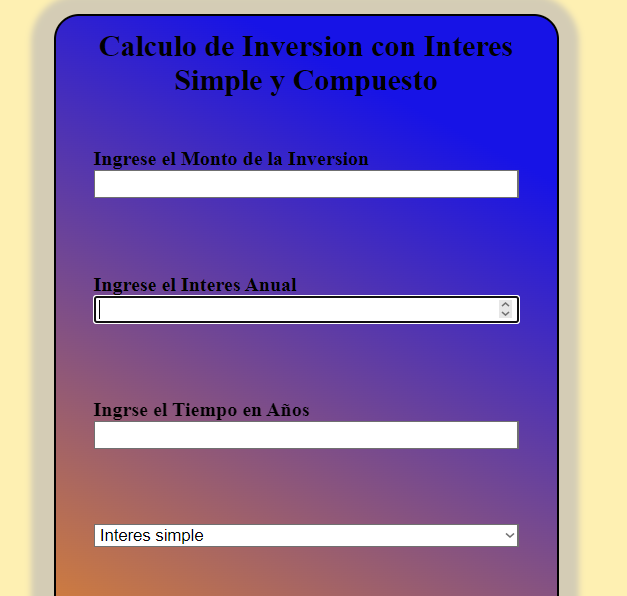 Calculo de Inversion con Interes
Simple y Compuesto
Ingrese el Monto de la Inversion
Ingrese el Interes Anual
Ingrse el Tiempo en Años
Interes simple